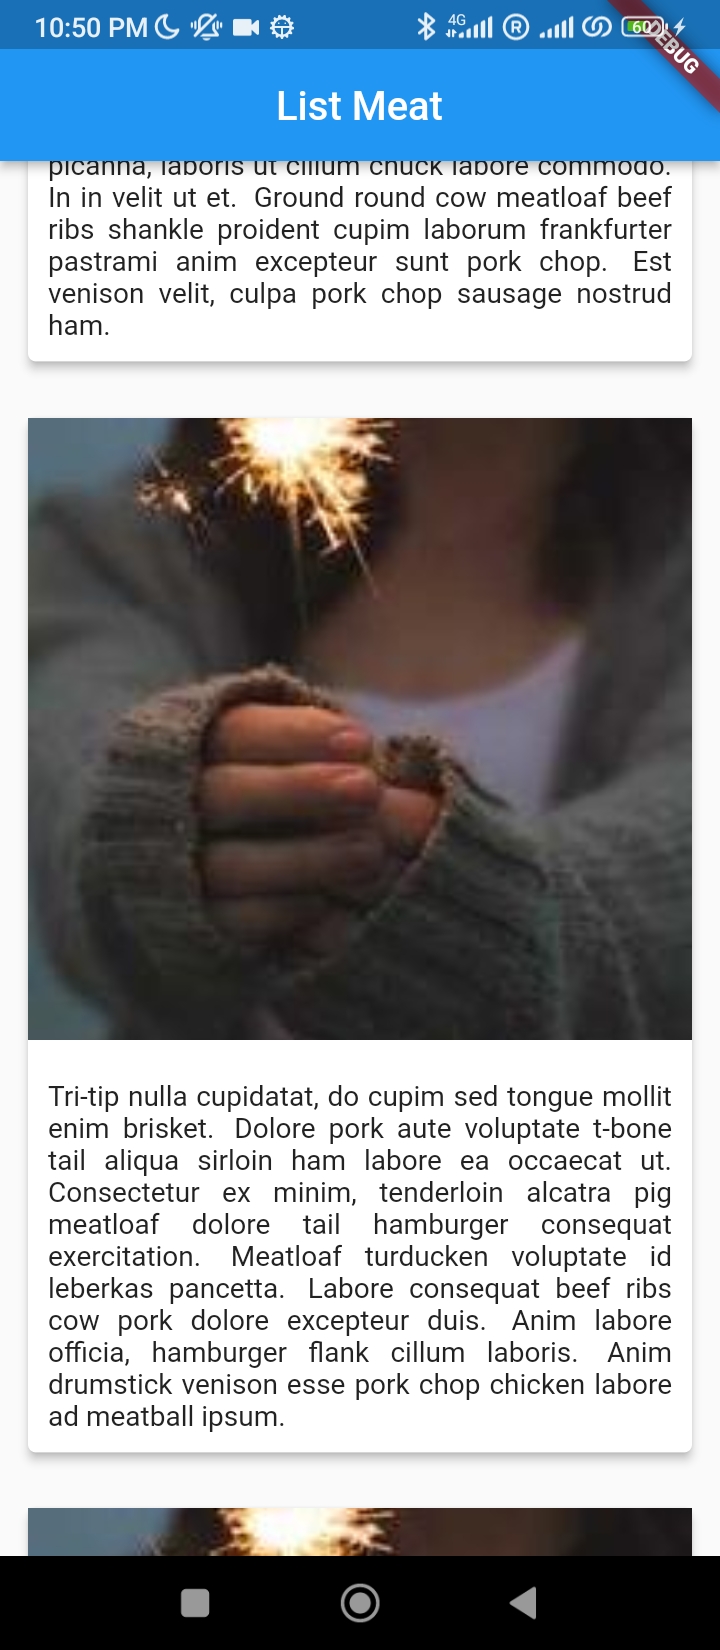 10:50 PM 4G R 60
DEBUG
List Meat
picanha, laboris ut cillum chuck labore commodo.
In in velit ut et. Ground round cow meatloaf beef
ribs shankle proident cupim laborum frankfurter
pastrami anim excepteur sunt pork chop. Est
venison velit, culpa pork chop sausage nostrud
ham.
Tri-tip nulla cupidatat, do cupim sed tongue mollit
enim brisket. Dolore pork aute voluptate t-bone
tail aliqua sirloin ham labore ea occaecat ut.
Consectetur ex minim, tenderloin alcatra pig
meatloaf dolore tail hamburger consequat
exercitation. Meatloaf turducken voluptate id
leberkas pancetta. Labore consequat beef ribs
cow pork dolore excepteur duis. Anim labore
officia, hamburger flank cillum laboris. Anim
drumstick venison esse pork chop chicken labore
ad meatball ipsum.